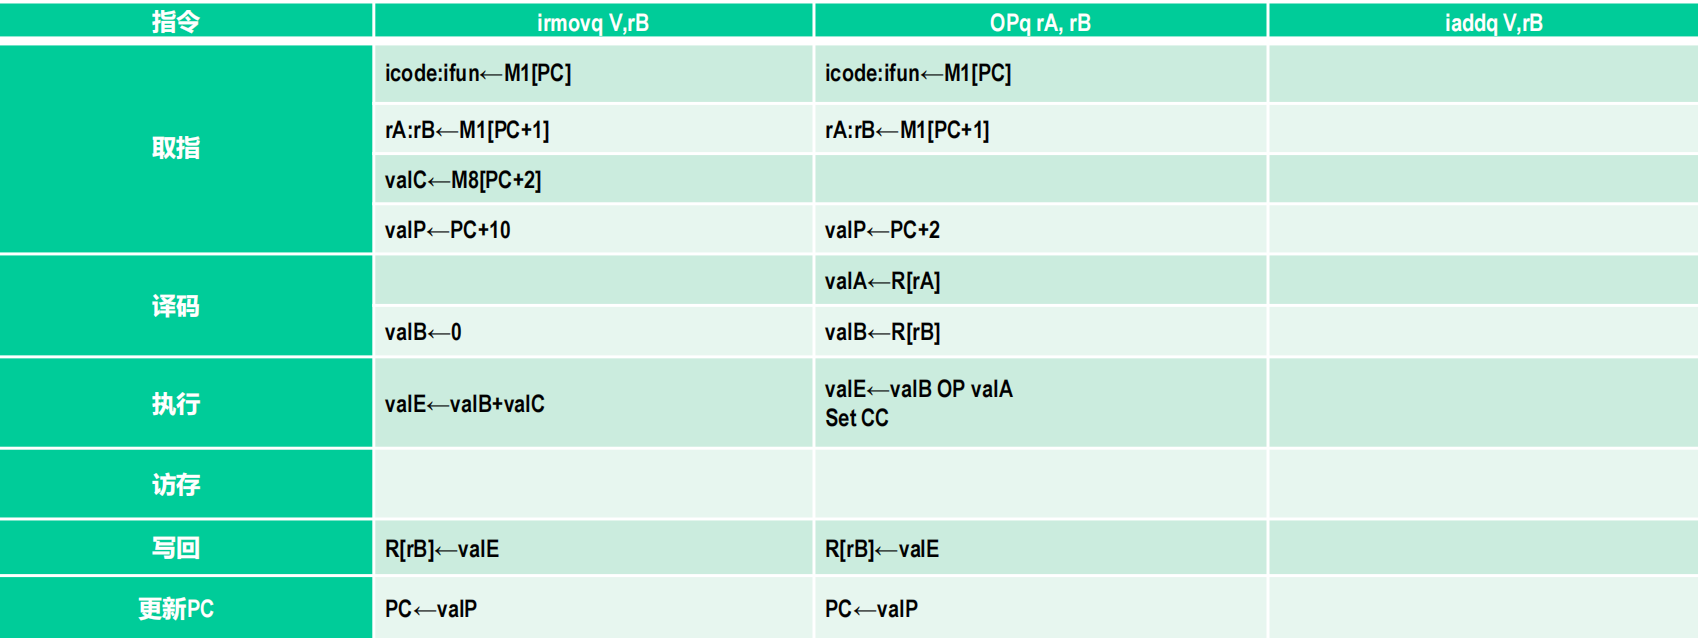 指令 irmovq V,rB OPq rA, rB iaddq V,rB
取指
icode:ifun←M1[PC] icode:ifun←M1[PC]
rA:rB←M1[PC+1] rA:rB←M1[PC+1]
valC←M8[PC+2]
valP←PC+10 valP←PC+2
译码
valA←R[rA]
valB←0 valB←R[rB]
执行
valE←valB+valC
valE←valB OP valA
Set CC
访存
写回 R[rB]←valE R[rB]←valE
更新PC PC←valP PC←valP